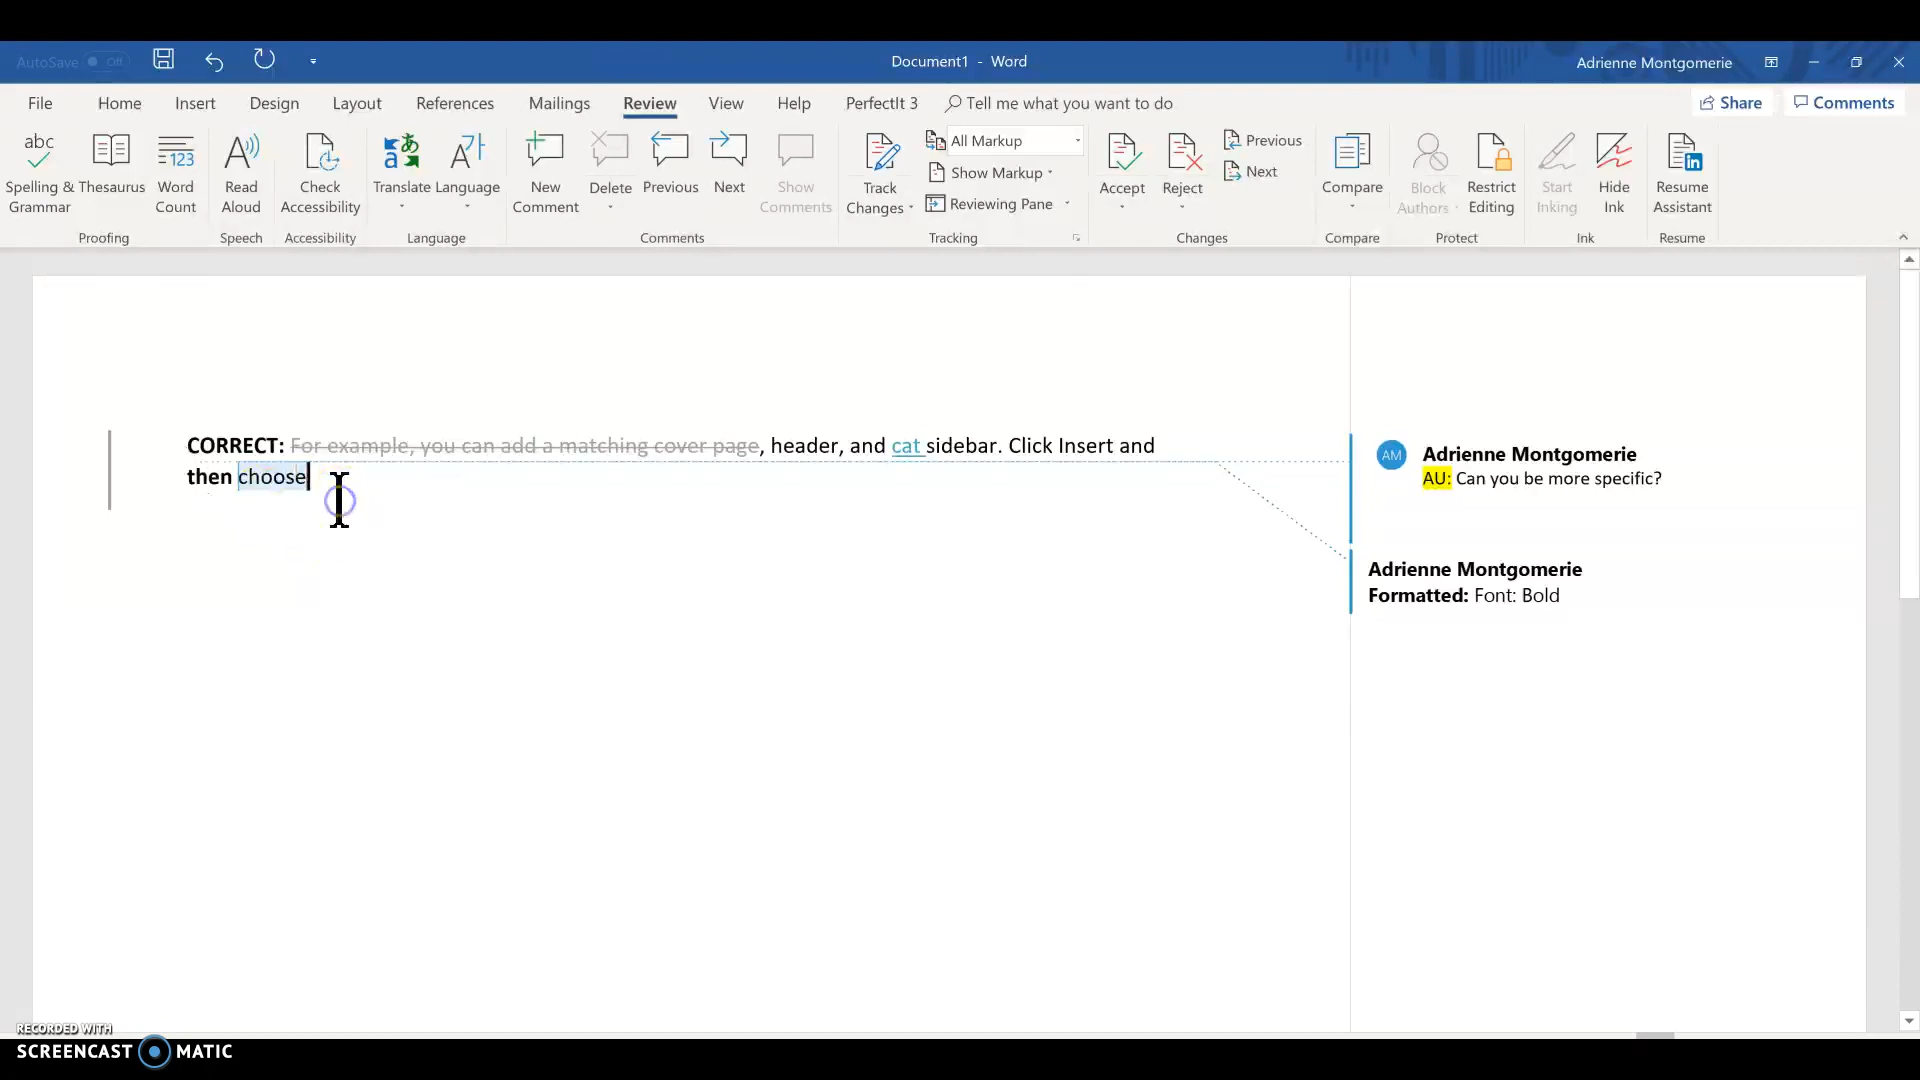 AutoSave Off
Document1 - Word
Adrienne Montgomerie
File Home Insert Design Layout References Mailings Review View Help PerfectIt 3 Tell me what you want to do Share Comments
abc
Spelling & Grammar
Thesaurus
123
Word Count
Proofing
Read Aloud
Speech
Check Accessibility
Accessibility
Translate
Language
Language
New Comment
Delete
Previous
Next
Show Comments
Comments
Track Changes
All Markup
Show Markup
Reviewing Pane
Tracking
Accept
Reject
Previous
Next
Changes
Compare
Compare
Block Authors
Restrict Editing
Protect
Start Inking
Hide Ink
Ink
in
Resume Assistant
Resume
CORRECT: For example, you can add a matching cover page, header, and cat sidebar. Click Insert and
then choose
AM
Adrienne Montgomerie
AU: Can you be more specific?
Adrienne Montgomerie
Formatted: Font: Bold
RECORDED WITH
SCREENCAST MATIC